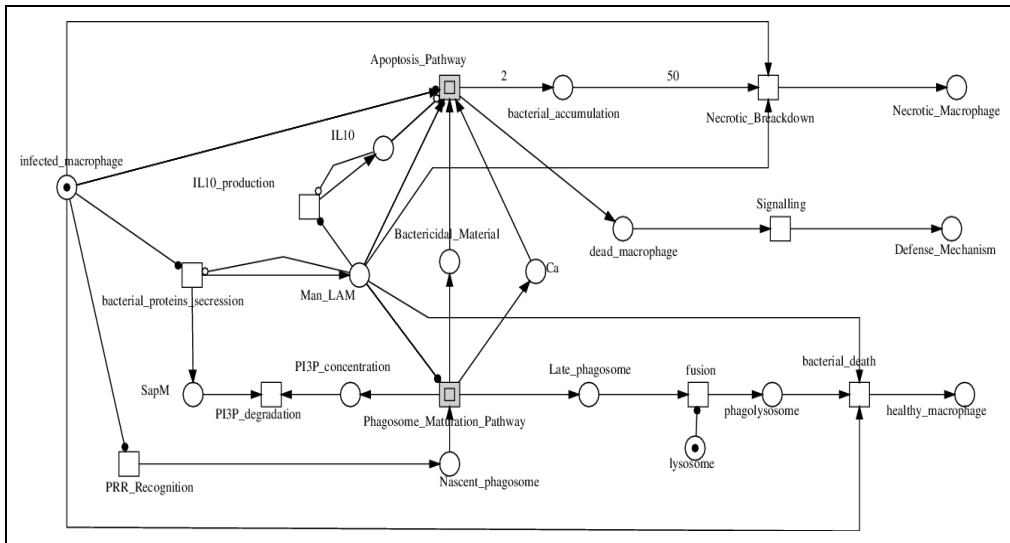 Apoptosis_Pathway
2
50
bacterial_accumulation
Necrotic_Breackdown
Necrotic_Macrophage
IL10
infected_macrophage
IL10_production
Signalling
Bactericidal_Material
dead_macrophage
Defense_Mechanism
Ca
bacterial_proteins_secression
Man_LAM
PI3P_concentration
Late_phagosome
fusion
bacterial_death
SapM
PI3P_degradation
Phagosome_Maturation_Pathway
phagolysosome
healthy_macrophage
lysosome
PRR_Recognition
Nascent_phagosome